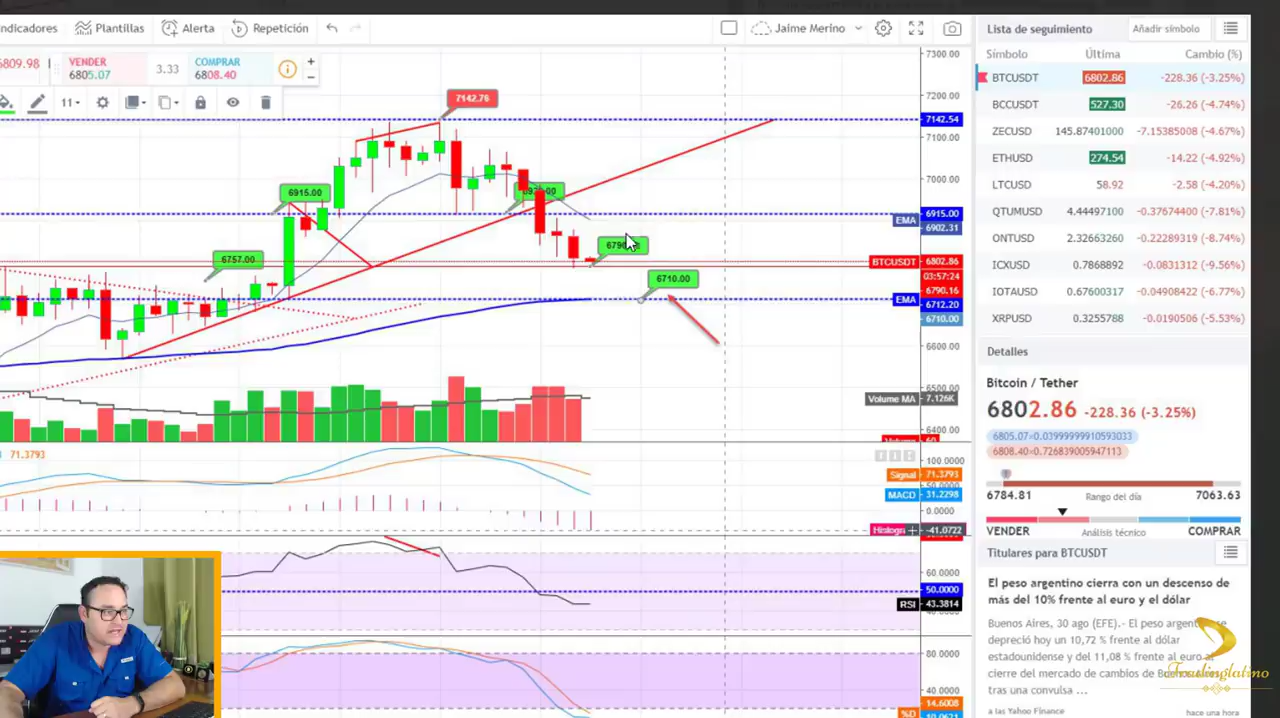 ndicadores
Plantillas
Alerta
Repetición
Jaime Merino
6809.98
VENDER
6805.07
3.33
COMPRAR
6808.40
11
7142.76
6915.00
6757.00
6710.00
7300.00
7200.00
7142.54
7100.00
7000.00
6915.00
EMA
6902.31
BTCUSDT
6802.86
03:57:24
6790.16
EMA
6712.20
6710.00
6600.00
6500.00
Volume MA
7.126K
6400.00
71.3793
100.0000
Signal
71.3793
MACD
31.2298
0.0000
-41.0722
60.0000
50.0000
RSI
43.3814
80.0000
40.0000
14.6008
%D
Lista de seguimiento
Añadir símbolo
Símbolo Última Cambio (%)
BTCUSDT 6802.86 -228.36 (-3.25%)
BCCUSDT 527.30 -26.26 (-4.74%)
ZECUSD 145.87401000 -7.15385008 (-4.67%)
ETHUSD 274.54 -14.22 (-4.92%)
LTCUSD 58.92 -2.58 (-4.20%)
QTUMUSD 4.44497100 -0.37674400 (-7.81%)
ONTUSD 2.32663260 -0.22289319 (-8.74%)
ICXUSD 0.7868892 -0.0831312 (-9.56%)
IOTAUSD 0.67600317 -0.04908422 (-6.77%)
XRPUSD 0.3255788 -0.0190506 (-5.53%)
Detalles
Bitcoin / Tether
6802.86 -228.36 (-3.25%)
6805.07=0.03999999910593033
6808.40=0.726839005947113
6784.81 Rango del día 7063.63
VENDER Análisis técnico COMPRAR
Titulares para BTCUSDT
El peso argentino cierra con un descenso de
más del 10% frente al euro y el dólar
Buenos Aires, 30 ago (EFE).- El peso argent
depreció hoy un 10,72 % frente al dólar
estadounidense y del 11,08 % frente al euro al
cierre del mercado de cambios de
tras una convulsa ...
a las Yahoo Finance
hace una hora
Tradinglatino